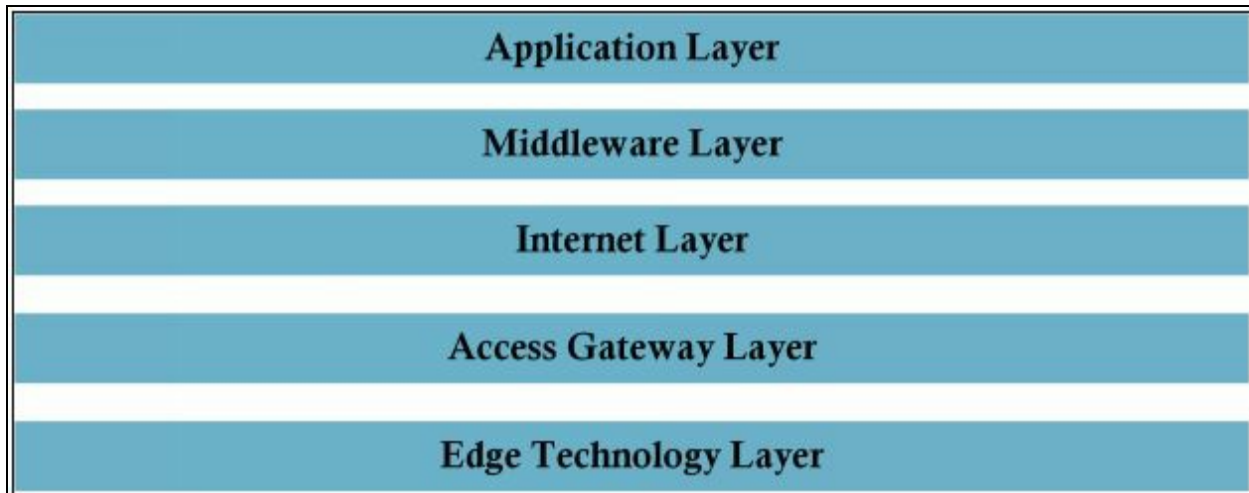 Application Layer
Middleware Layer
Internet Layer
Access Gateway Layer
Edge Technology Layer